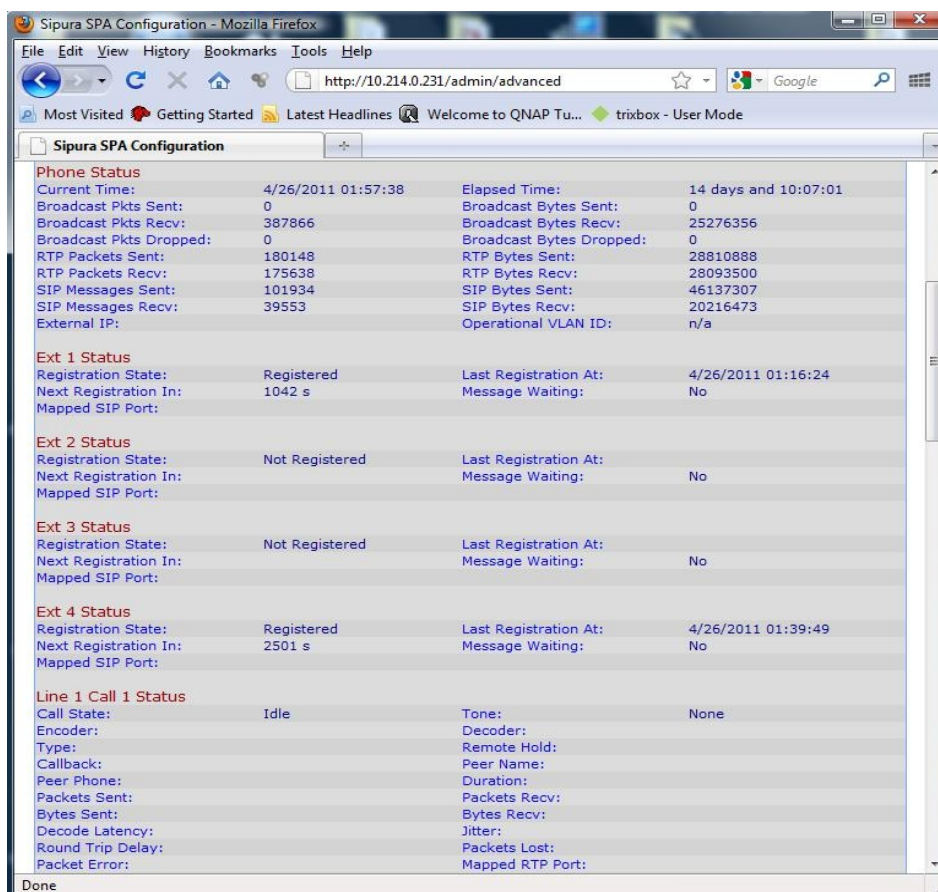 Sipura SPA Configuration - Mozilla Firefox
File Edit View History Bookmarks Tools Help
http://10.214.0.231/admin/advanced Google
Most Visited Getting Started Latest Headlines Welcome to QNAP Tu... trixbox - User Mode
Sipura SPA Configuration
Phone Status
Current Time: 4/26/2011 01:57:38 Elapsed Time: 14 days and 10:07:01
Broadcast Pkts Sent: 0 Broadcast Bytes Sent: 0
Broadcast Pkts Recv: 387866 Broadcast Bytes Recv: 25276356
Broadcast Pkts Dropped: 0 Broadcast Bytes Dropped: 0
RTP Packets Sent: 180148 RTP Bytes Sent: 28810888
RTP Packets Recv: 175638 RTP Bytes Recv: 28093500
SIP Messages Sent: 101934 SIP Bytes Sent: 46137307
SIP Messages Recv: 39553 SIP Bytes Recv: 20216473
External IP: Operational VLAN ID: n/a
Ext 1 Status
Registration State: Registered Last Registration At: 4/26/2011 01:16:24
Next Registration In: 1042 s Message Waiting: No
Mapped SIP Port:
Ext 2 Status
Registration State: Not Registered Last Registration At:
Next Registration In: Message Waiting: No
Mapped SIP Port:
Ext 3 Status
Registration State: Not Registered Last Registration At:
Next Registration In: Message Waiting: No
Mapped SIP Port:
Ext 4 Status
Registration State: Registered Last Registration At: 4/26/2011 01:39:49
Next Registration In: 2501 s Message Waiting: No
Mapped SIP Port:
Line 1 Call 1 Status
Call State: Idle Tone: None
Encoder: Decoder:
Type: Remote Hold:
Callback: Peer Name:
Peer Phone: Duration:
Packets Sent: Packets Recv:
Bytes Sent: Bytes Recv:
Decode Latency: Jitter:
Round Trip Delay: Packets Lost:
Packet Error: Mapped RTP Port:
Done